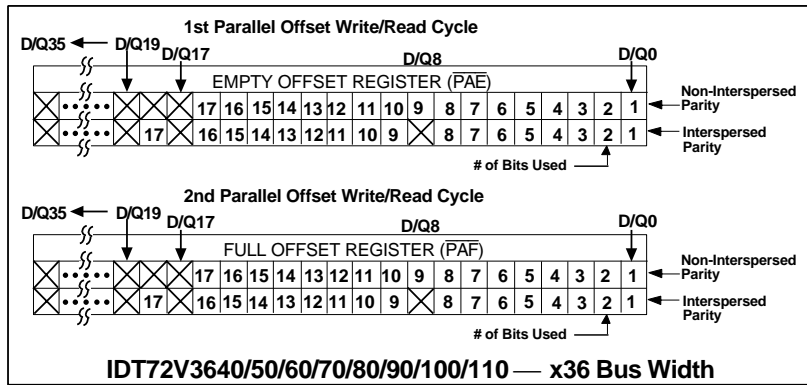 1st Parallel Offset Write/Read Cycle
D/Q35 D/Q19 D/Q17 D/Q8 D/Q0
EMPTY OFFSET REGISTER (PAE)
17 16 15 14 13 12 11 10 9 8 7 6 5 4 3 2 1 Non-Interspersed Parity
17 16 15 14 13 12 11 10 9 8 7 6 5 4 3 2 1 Interspersed Parity
# of Bits Used
2nd Parallel Offset Write/Read Cycle
D/Q35 D/Q19 D/Q17 D/Q8 D/Q0
FULL OFFSET REGISTER (PAF)
17 16 15 14 13 12 11 10 9 8 7 6 5 4 3 2 1 Non-Interspersed Parity
17 16 15 14 13 12 11 10 9 8 7 6 5 4 3 2 1 Interspersed Parity
# of Bits Used
IDT72V3640/50/60/70/80/90/100/110 — x36 Bus Width